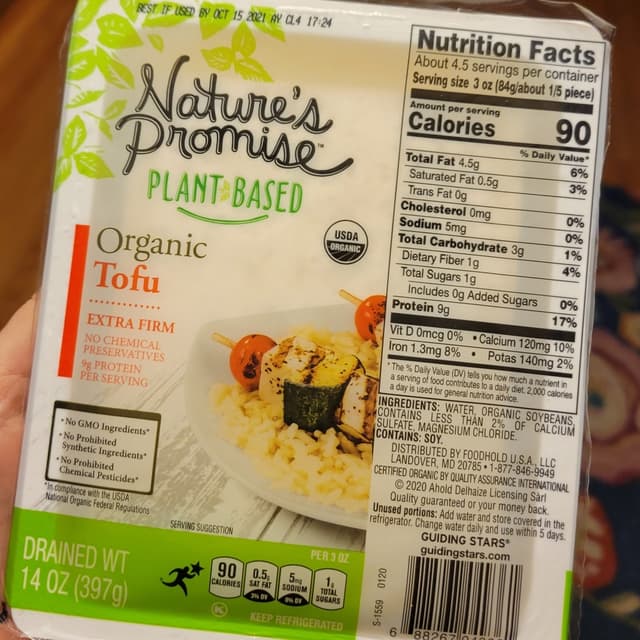 BEST IF USED BY OCT 15 2021 AY CL4 17:24
Nature's
Promise™
PLANT BASED
USDA
ORGANIC
Organic
Tofu
EXTRA FIRM
NO CHEMICAL
PRESERVATIVES
9g PROTEIN
PER SERVING
• No GMO Ingredients*
• No Prohibited
Synthetic Ingredients*
• No Prohibited
Chemical Pesticides*
*In compliance with the USDA
National Organic Federal Regulations
SERVING SUGGESTION
DRAINED WT
14 OZ (397g)
PER 3 OZ
90
CALORIES
0.5g
SAT FAT
3% DV
5mg
SODIUM
0% DV
1g
TOTAL
SUGARS
K
KEEP REFRIGERATED
Nutrition Facts
About 4.5 servings per container
Serving size 3 oz (84g/about 1/5 piece)
Amount per serving
Calories 90
% Daily Value*
Total Fat 4.5g 6%
Saturated Fat 0.5g 3%
Trans Fat 0g
Cholesterol 0mg 0%
Sodium 5mg 0%
Total Carbohydrate 3g 1%
Dietary Fiber 1g 4%
Total Sugars 1g
Includes 0g Added Sugars 0%
Protein 9g 17%
Vit D 0mcg 0% • Calcium 120mg 10%
Iron 1.3mg 8% • Potas 140mg 2%
*The % Daily Value (DV) tells you how much a nutrient in
a serving of food contributes to a daily diet. 2,000 calories
a day is used for general nutrition advice.
INGREDIENTS: WATER, ORGANIC SOYBEANS,
CONTAINS LESS THAN 2% OF CALCIUM
SULFATE, MAGNESIUM CHLORIDE.
CONTAINS: SOY.
DISTRIBUTED BY FOODHOLD U.S.A., LLC
LANDOVER, MD 20785 • 1-877-846-9949
CERTIFIED ORGANIC BY QUALITY ASSURANCE INTERNATIONAL
© 2020 Ahold Delhaize Licensing Sàrl
Quality guaranteed or your money back.
Unused portions: Add water and store covered in the
refrigerator. Change water daily and use within 5 days.
GUIDING STARS®
guidingstars.com
S-1559 0120